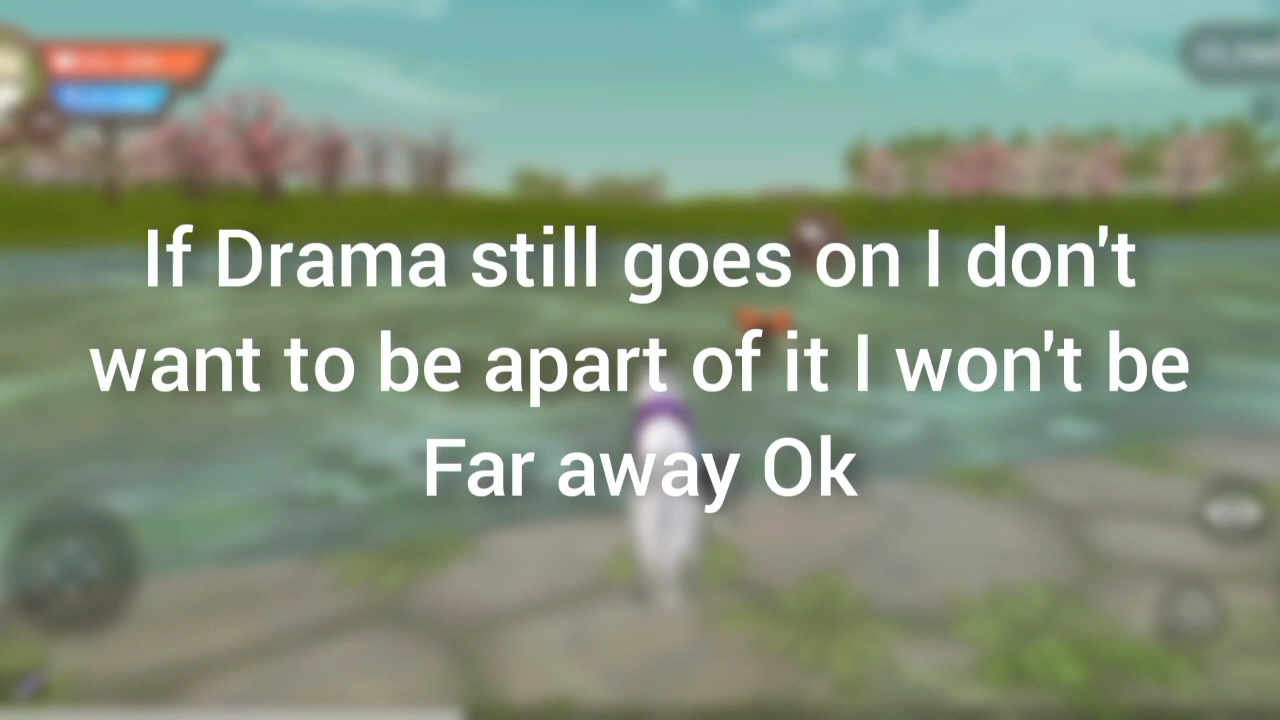 If Drama still goes on I don't
want to be apart of it I won't be
Far away Ok